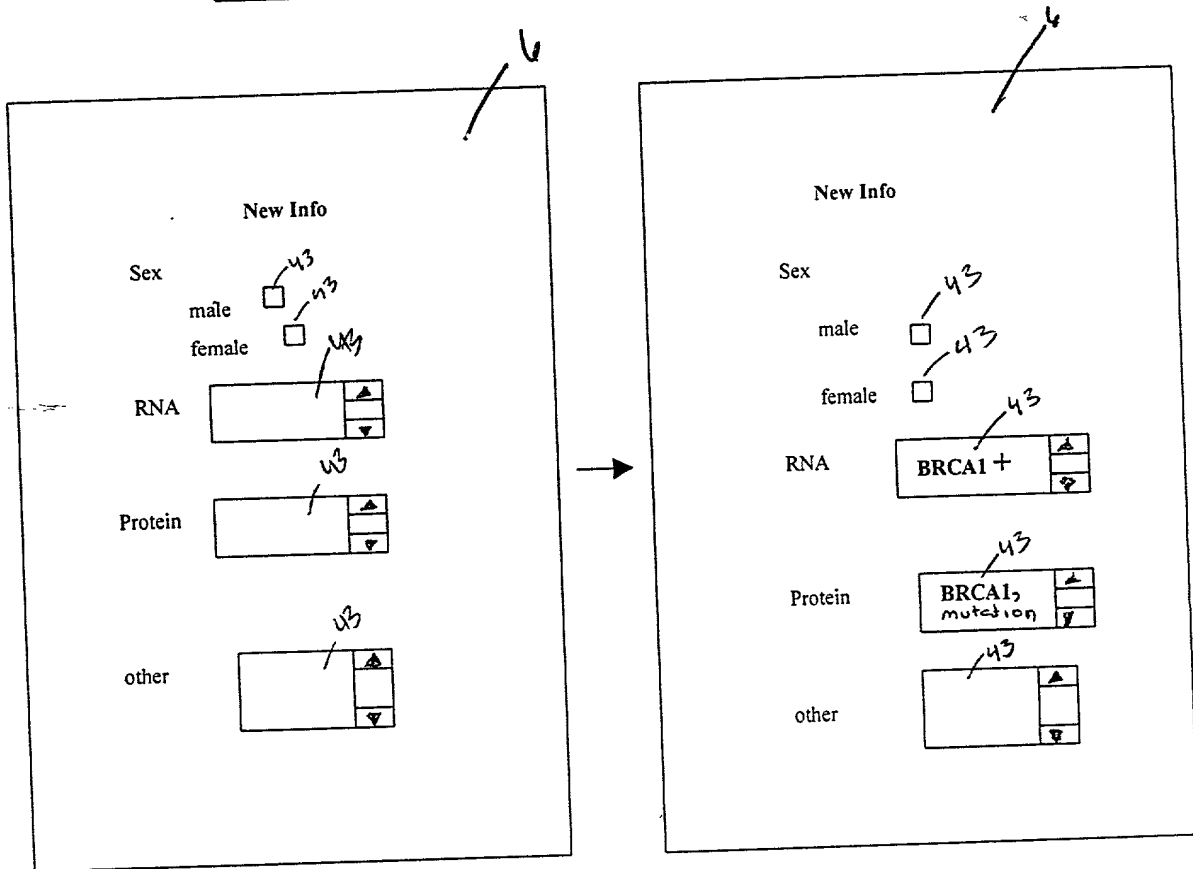 6
New Info
Sex
43
male
43
female
43
RNA
43
Protein
43
other
6
New Info
Sex
43
male
43
female
43
RNA
BRCA1 +
43
Protein
BRCA1,
mutation
43
other